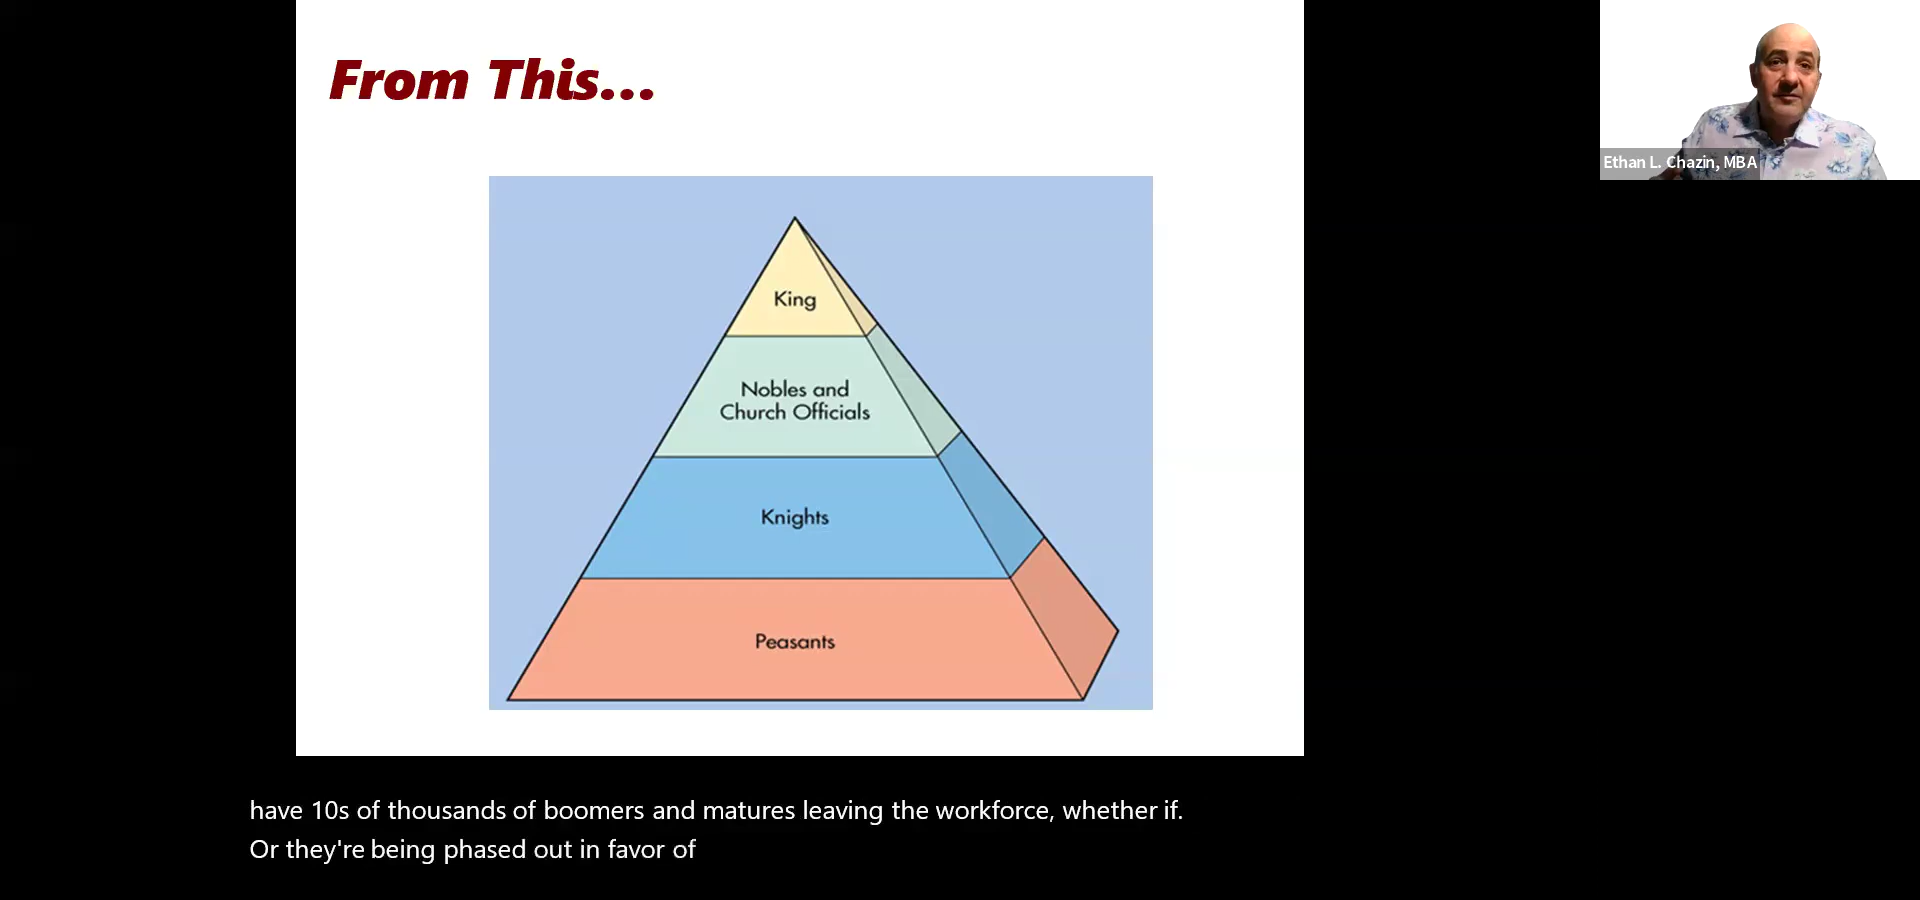 From This...
Ethan L. Chazin, MBA
King
Nobles and
Church Officials
Knights
Peasants
have 10s of thousands of boomers and matures leaving the workforce, whether if.
Or they're being phased out in favor of